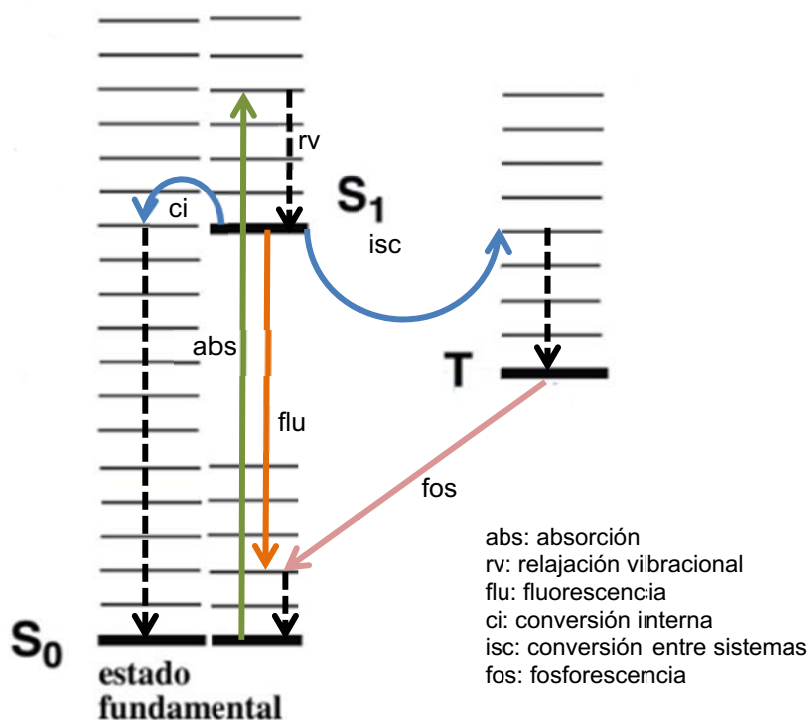 rv
S1
ci
isc
abs
T
flu
fos
abs: absorción
rv: relajación vibracional
flu: fluorescencia
ci: conversión interna
isc: conversión entre sistemas
fos: fosforescencia
S0
estado
fundamental